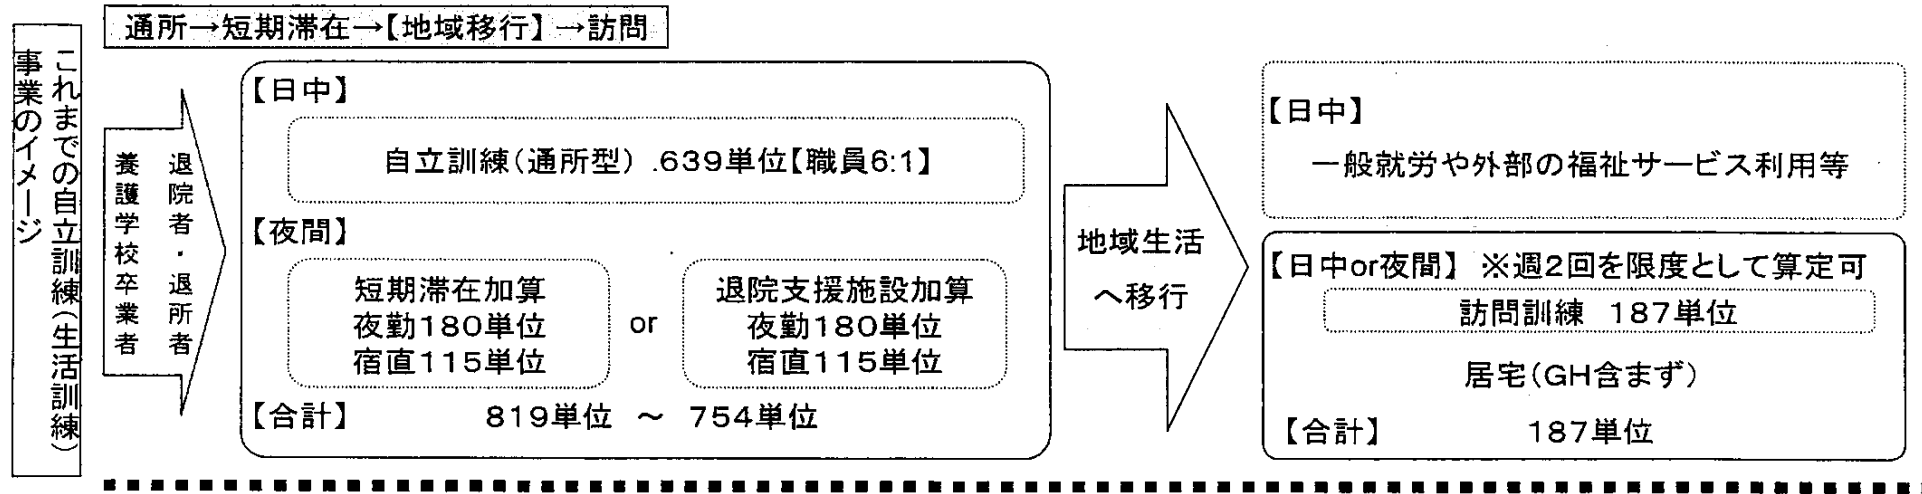 通所→短期滞在→【地域移行】→訪問
これまでの自立訓練(生活訓練)
事業のイメージ
退院者・退所者
養護学校卒業者
【日中】
自立訓練(通所型) .639単位【職員6:1】
【夜間】
短期滞在加算
夜勤180単位
宿直115単位
or
退院支援施設加算
夜勤180単位
宿直115単位
【合計】 819単位 ～ 754単位
地域生活
へ移行
【日中】
一般就労や外部の福祉サービス利用等
【日中or夜間】 ※週2回を限度として算定可
訪問訓練 187単位
居宅(GH含まず)
【合計】 187単位